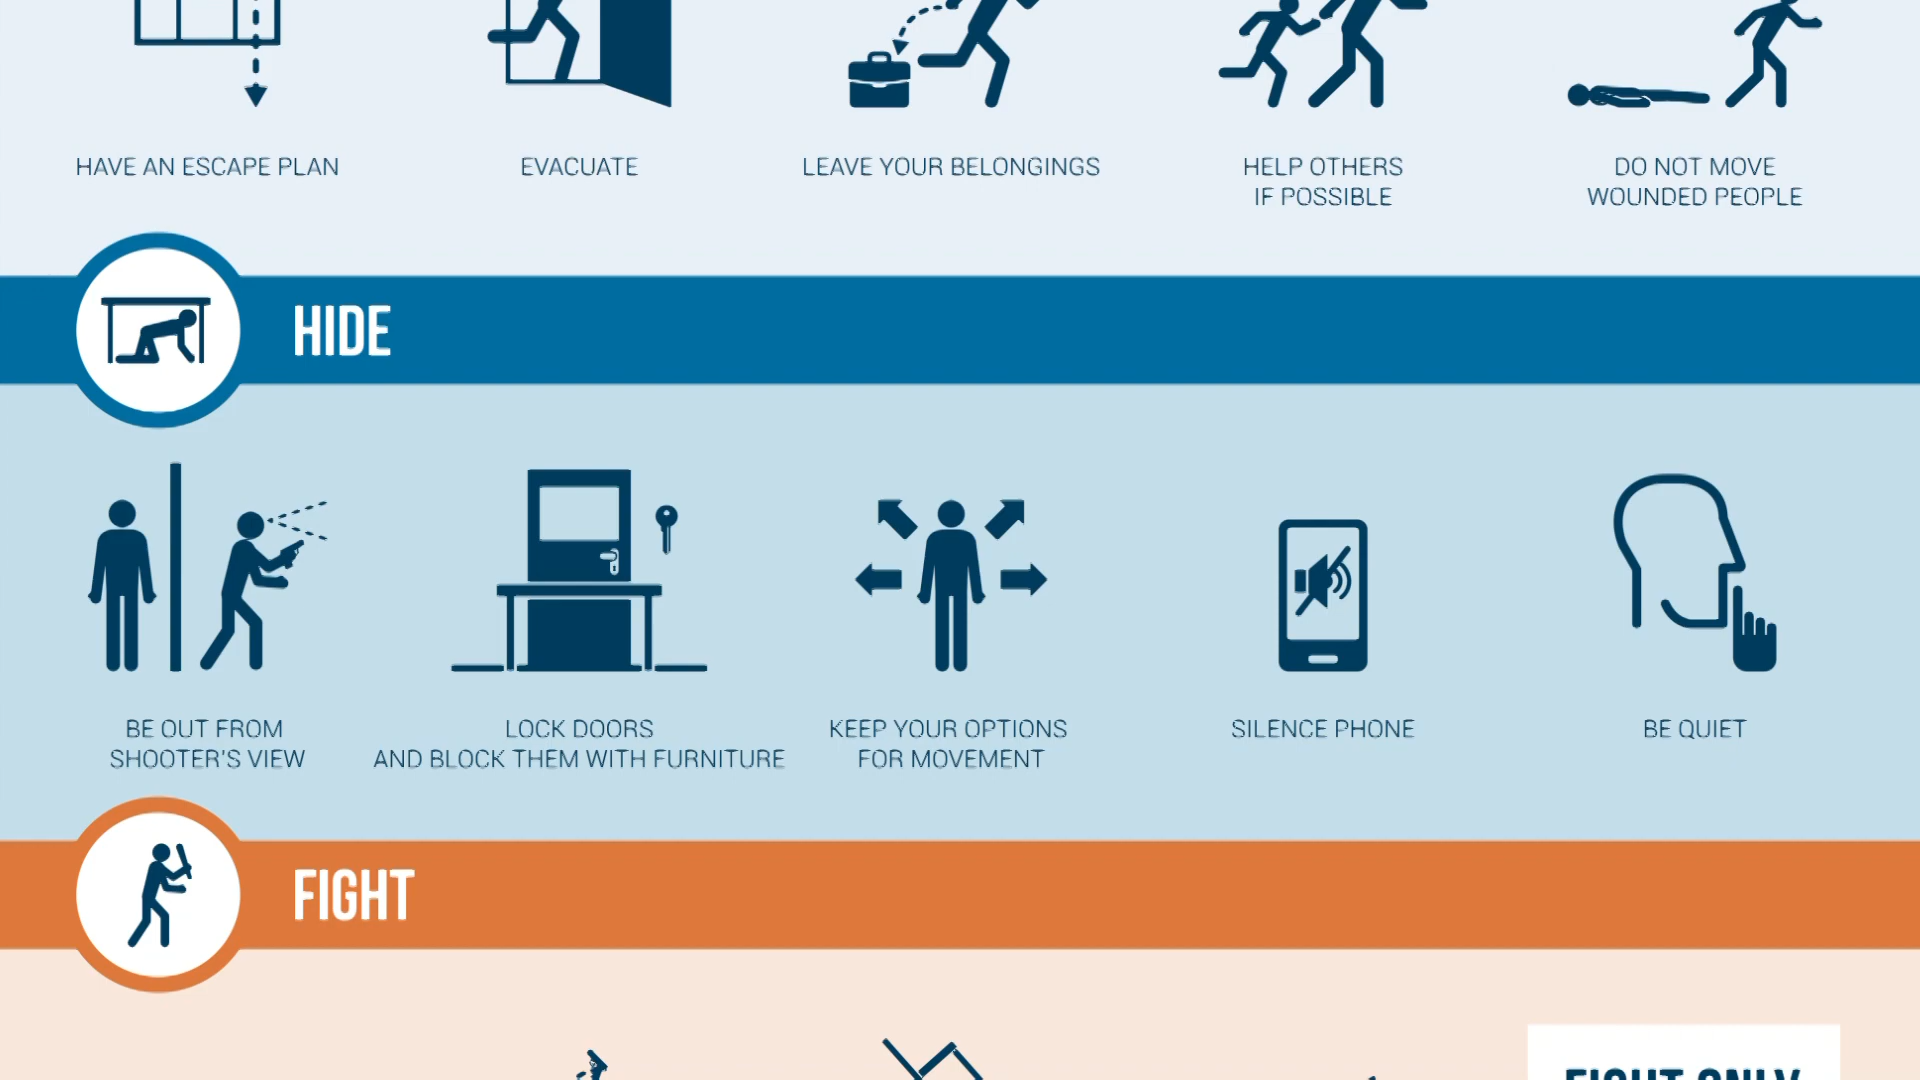 HAVE AN ESCAPE PLAN
EVACUATE
LEAVE YOUR BELONGINGS
HELP OTHERS
IF POSSIBLE
DO NOT MOVE
WOUNDED PEOPLE
HIDE
BE OUT FROM
SHOOTER'S VIEW
LOCK DOORS
AND BLOCK THEM WITH FURNITURE
KEEP YOUR OPTIONS
FOR MOVEMENT
SILENCE PHONE
BE QUIET
FIGHT
FIGHT ONLY